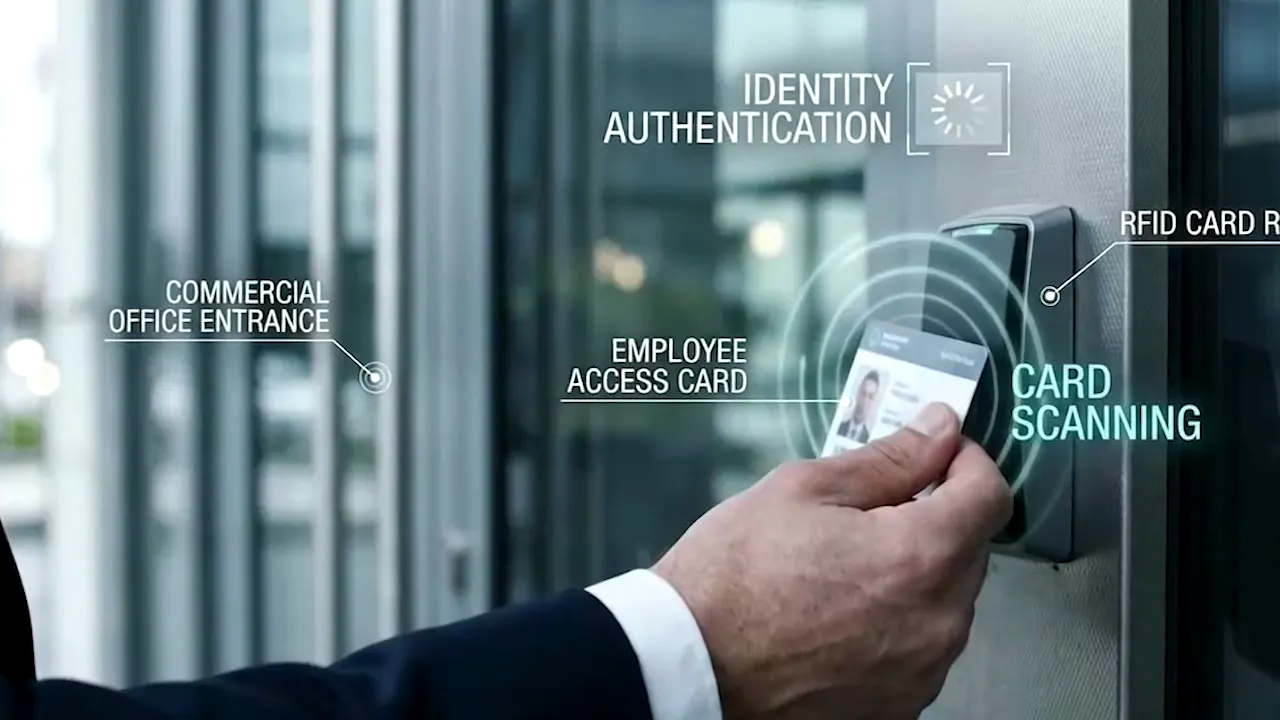 IDENTITY
AUTHENTICATION
RFID CARD R
COMMERCIAL
OFFICE ENTRANCE
EMPLOYEE
ACCESS CARD
CARD
SCANNING